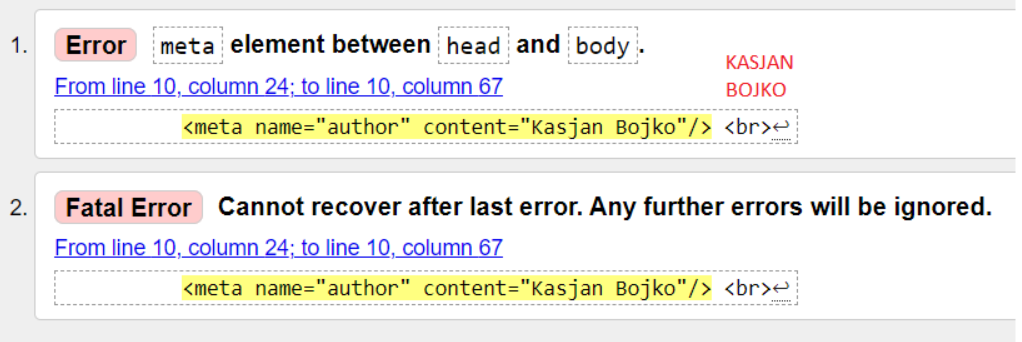 1. Error meta element between head and body.
KASJAN
From line 10, column 24; to line 10, column 67
BOJKO
<meta name="author" content="Kasjan Bojko"/> <br>↩
2. Fatal Error Cannot recover after last error. Any further errors will be ignored.
From line 10, column 24; to line 10, column 67
<meta name="author" content="Kasjan Bojko"/> <br>↩